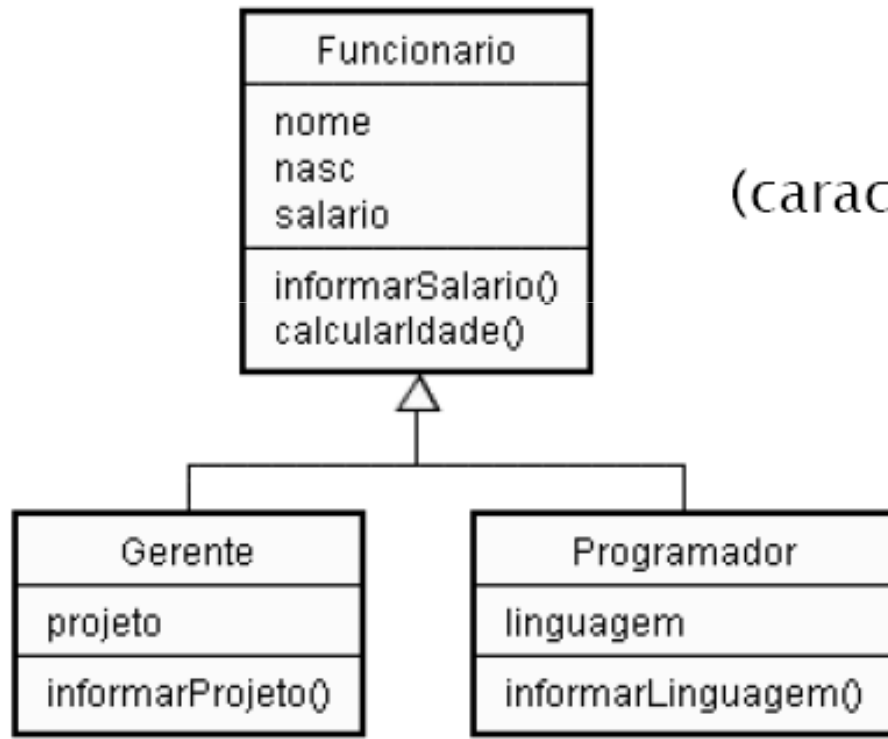 Funcionario
nome
nasc
salario
informarSalario()
calcularIdade()
(carac
Gerente
projeto
informarProjeto()
Programador
linguagem
informarLinguagem()